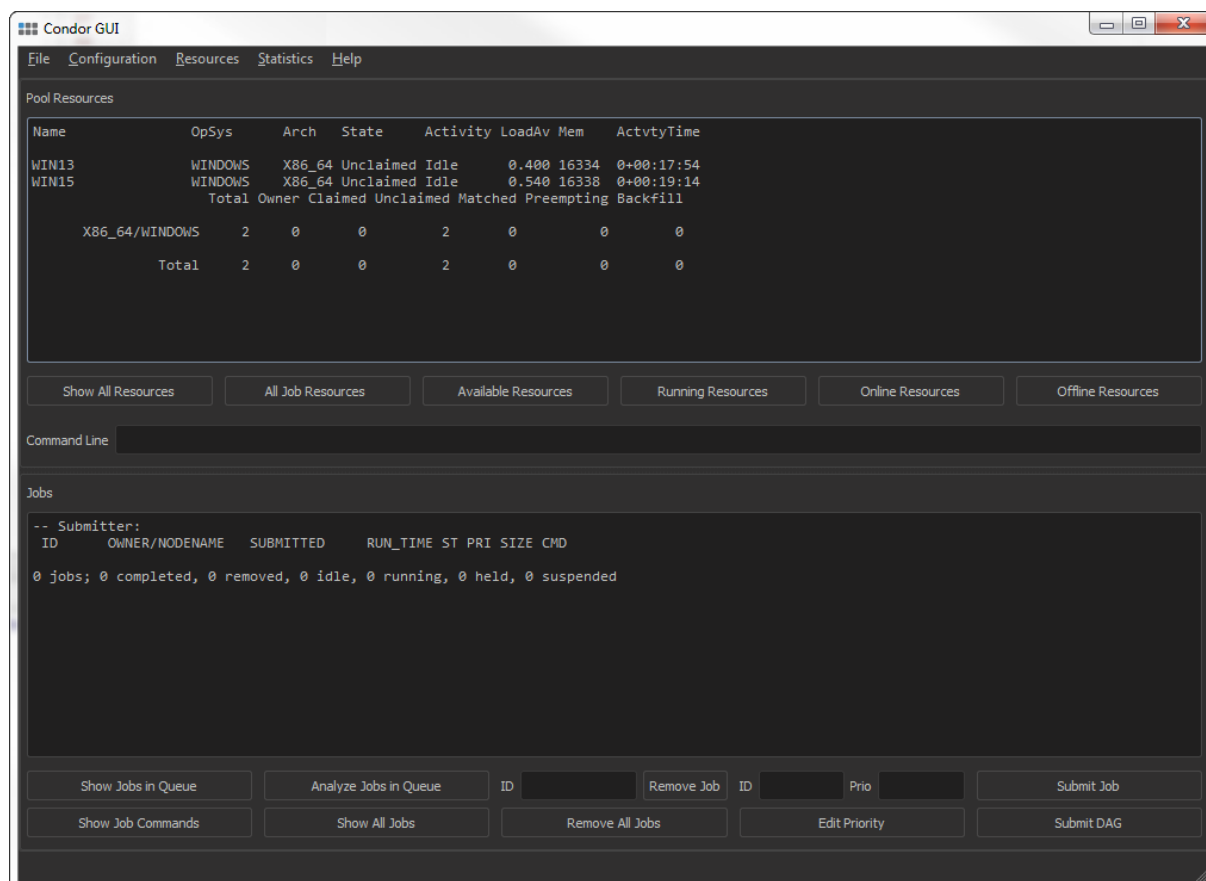 Condor GUI
File Configuration Resources Statistics Help
Pool Resources
Name OpSys Arch State Activity LoadAv Mem ActvtyTime
WIN13 WINDOWS X86_64 Unclaimed Idle 0.400 16334 0+00:17:54
WIN15 WINDOWS X86_64 Unclaimed Idle 0.540 16338 0+00:19:14
Total Owner Claimed Unclaimed Matched Preempting Backfill
X86_64/WINDOWS 2 0 0 2 0 0 0
Total 2 0 0 2 0 0 0
Show All Resources All Job Resources Available Resources Running Resources Online Resources Offline Resources
Command Line
Jobs
-- Submitter:
ID OWNER/NODENAME SUBMITTED RUN_TIME ST PRI SIZE CMD
0 jobs; 0 completed, 0 removed, 0 idle, 0 running, 0 held, 0 suspended
Show Jobs in Queue Analyze Jobs in Queue ID Remove Job ID Prio Submit Job
Show Job Commands Show All Jobs Remove All Jobs Edit Priority Submit DAG